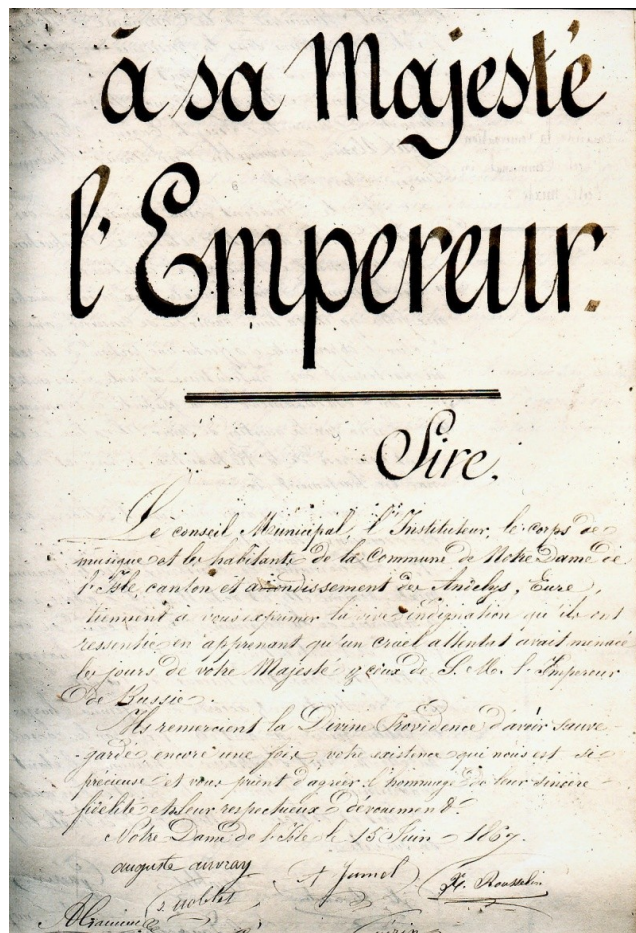 à sa Majesté
l'Empereur.
Sire.
Le conseil Municipal, l'Instituteur, le corps de
musique et les habitants de la Commune de Notre Dame de
l'Isle, canton et arrondissement des Andelys, Eure,
tiennent à vous exprimer la vive indignation qu'ils ont
ressentie en apprenant qu'un cruel attentat avait menacé
les jours de votre Majesté & ceux de S. M. l'Empereur
de Russie.
Ils remercient la Divine Providence d'avoir sauve
gardé encore une fois votre existence qui nous est si
précieuse et vous prient d'agréer l'hommage de leur sincère
fidélité et leur respectueux dévouement.
Notre Dame de l'Isle le 15 Juin 1867.
auguste auvray
A Jumel
Rousselin
noblet